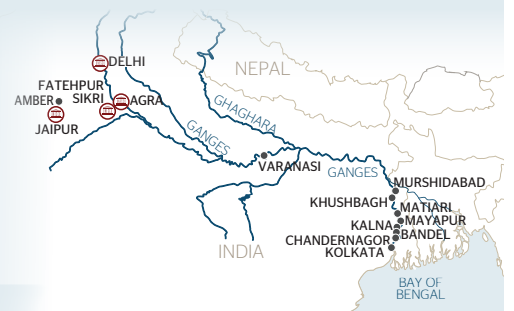 DELHI
NEPAL
FATEHPUR
SIKRI
AMBER
AGRA
JAIPUR
GHAGHARA
GANGES
VARANASI
GANGES
MURSHIDABAD
KHUSHBAGH
MATIARI
MAYAPUR
KALNA
BANDEL
CHANDERNAGOR
KOLKATA
INDIA
BAY OF
BENGAL